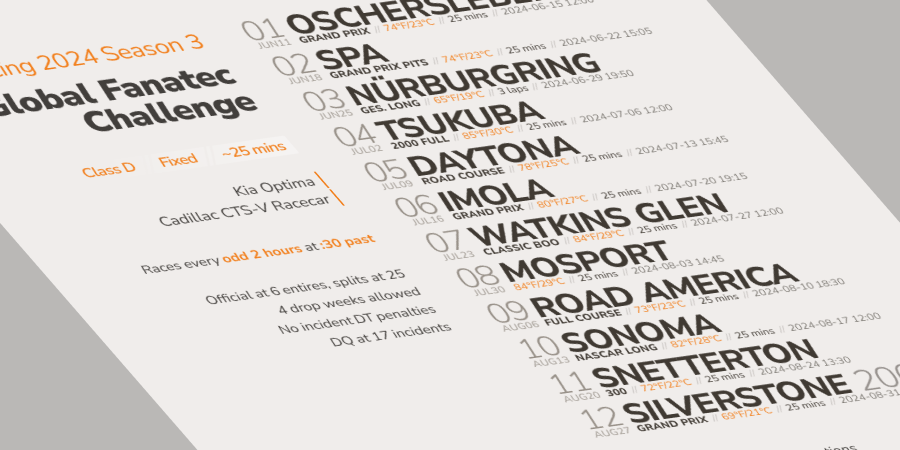 ing 2024 Season 3
Global Fanatec
Challenge
Class D Fixed ~25 mins
Kia Optima
Cadillac CTS-V Racecar
Races every odd 2 hours at :30 past
Official at 6 entires, splits at 25
4 drop weeks allowed
No incident DT penalties
DQ at 17 incidents
01 OSCHERSLEBE
JUN11 GRAND PRIX // 74°F/23°C // 25 mins // 2024-06-15 12:00
02 SPA
JUN18 GRAND PRIX PITS // 74°F/23°C // 25 mins // 2024-06-22 15:05
03 NÜRBURGRING
JUN25 GES. LONG // 65°F/19°C // 3 laps // 2024-06-29 19:50
04 TSUKUBA
JUL02 2000 FULL // 85°F/30°C // 25 mins // 2024-07-06 12:00
05 DAYTONA
JUL09 ROAD COURSE // 78°F/25°C // 25 mins // 2024-07-13 15:45
06 IMOLA
JUL16 GRAND PRIX // 80°F/27°C // 25 mins // 2024-07-20 19:15
07 WATKINS GLEN
JUL23 CLASSIC BOO // 84°F/29°C // 25 mins // 2024-07-27 12:00
08 MOSPORT
JUL30 84°F/29°C // 25 mins // 2024-08-03 14:45
09 ROAD AMERICA
AUG06 FULL COURSE // 73°F/23°C // 25 mins // 2024-08-10 18:30
10 SONOMA
AUG13 NASCAR LONG // 82°F/28°C // 25 mins // 2024-08-17 12:00
11 SNETTERTON
AUG20 300 // 72°F/22°C // 25 mins // 2024-08-24 13:30
12 SILVERSTONE 200
AUG27 GRAND PRIX // 69°F/21°C // 25 mins // 2024-08-31